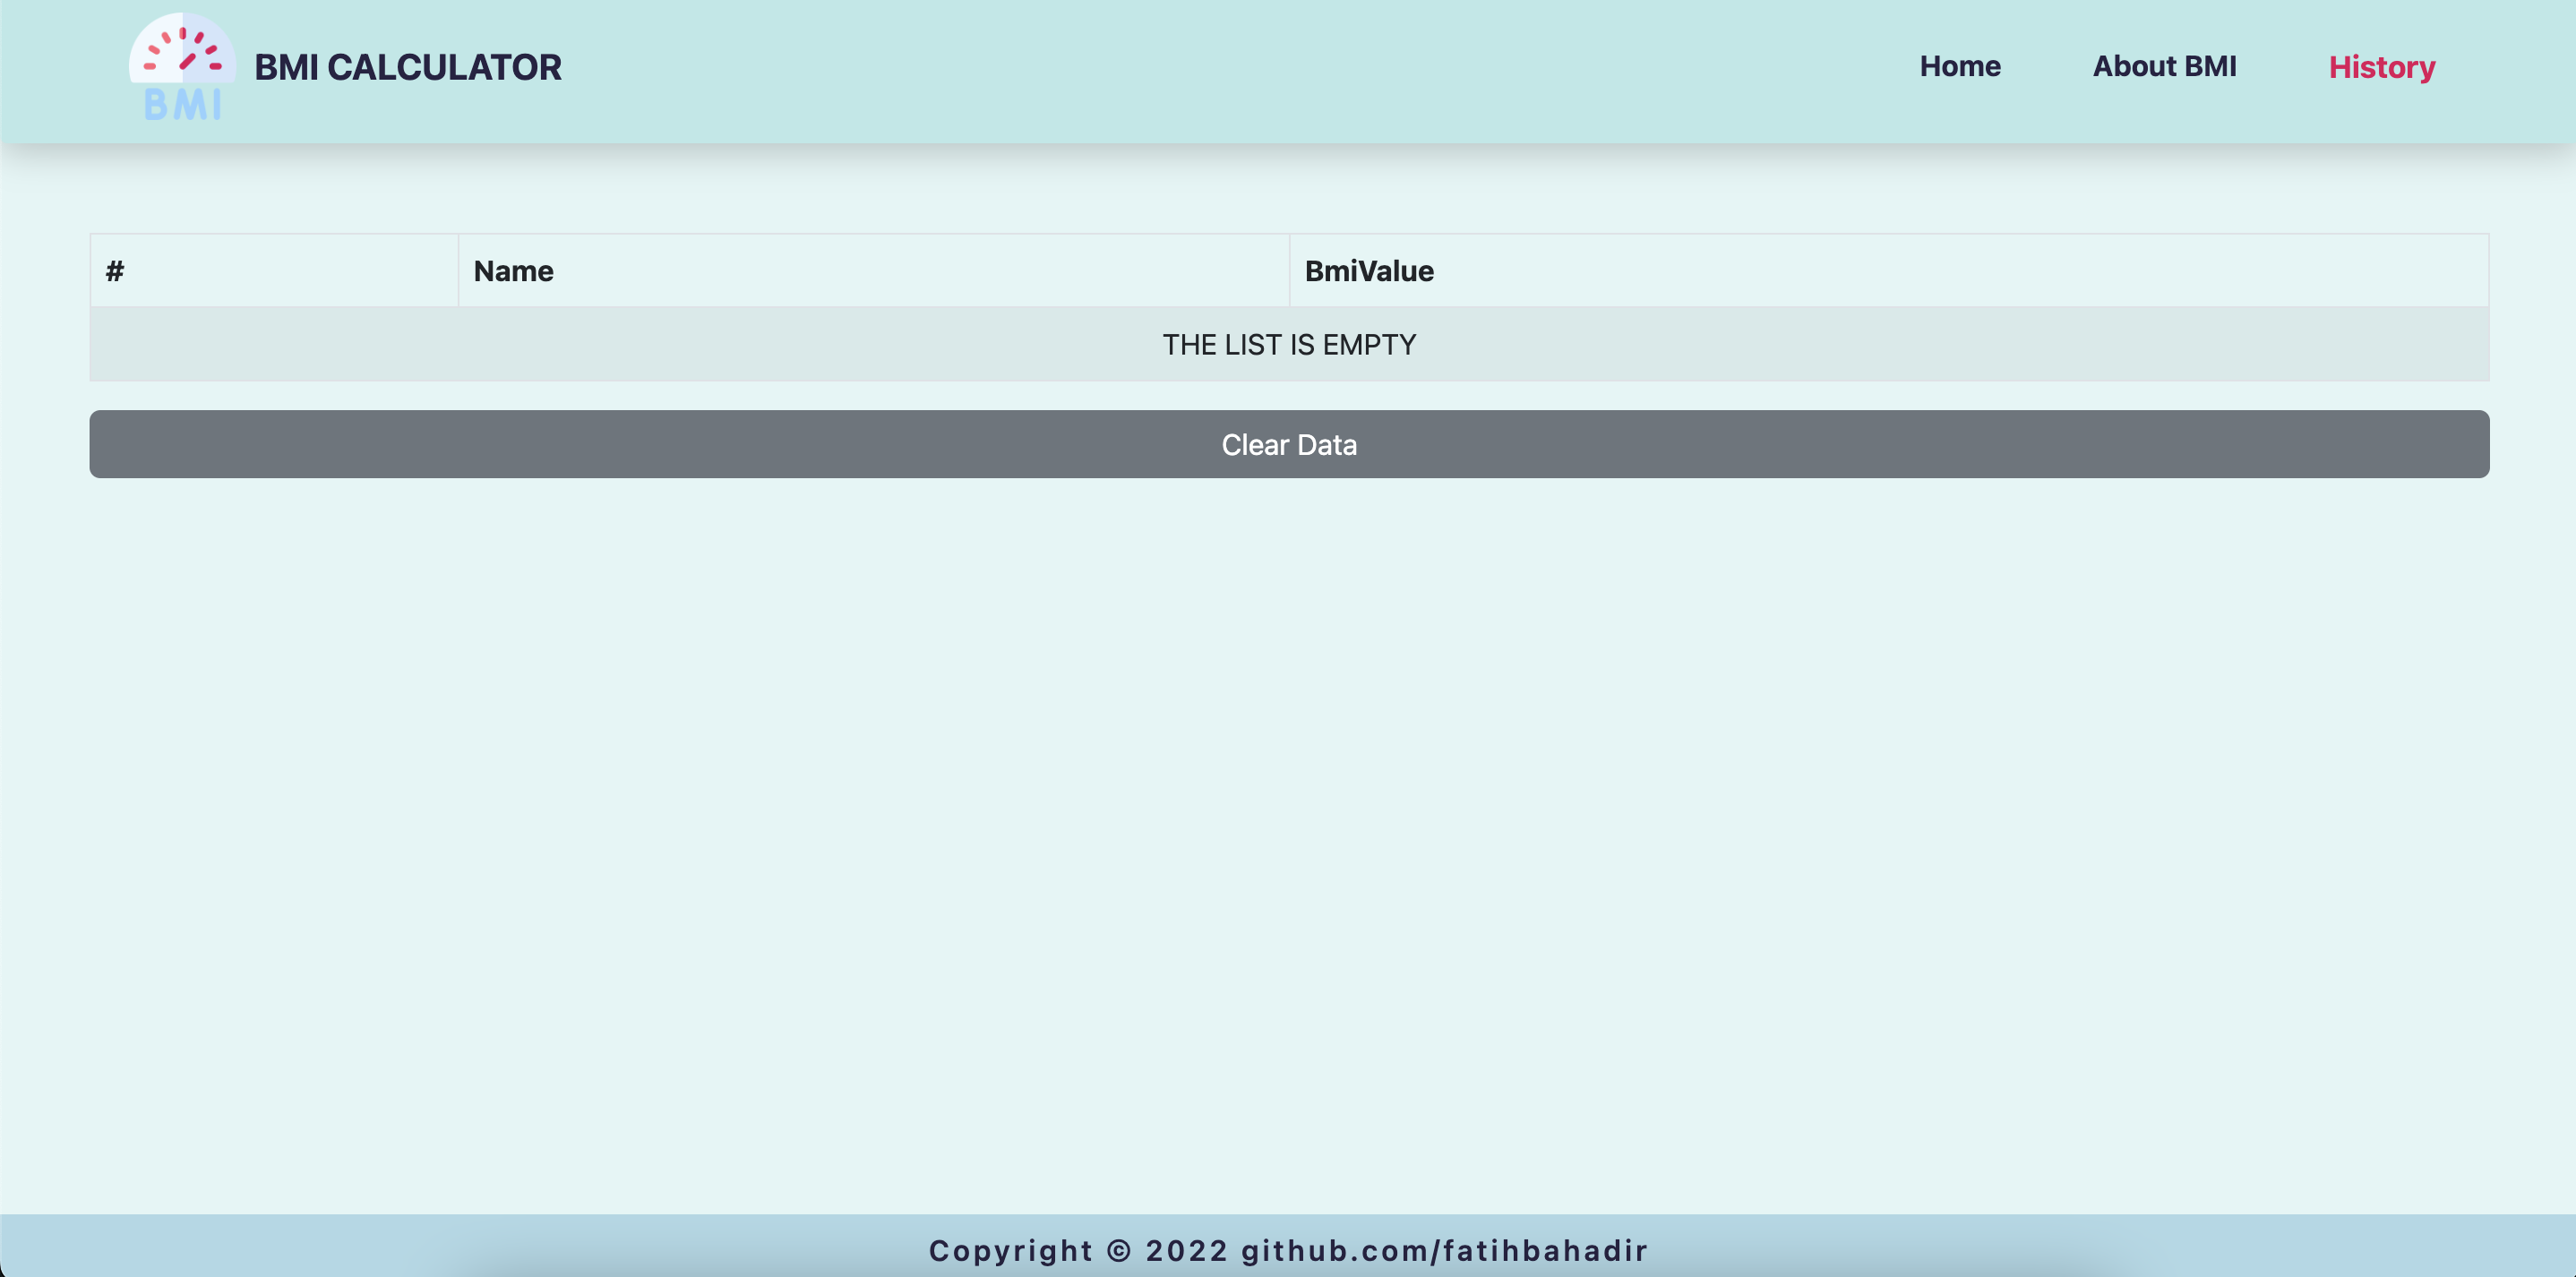 BMI
BMI CALCULATOR
Home About BMI History
# Name BmiValue
THE LIST IS EMPTY
Clear Data
Copyright © 2022 github.com/fatihbahadir